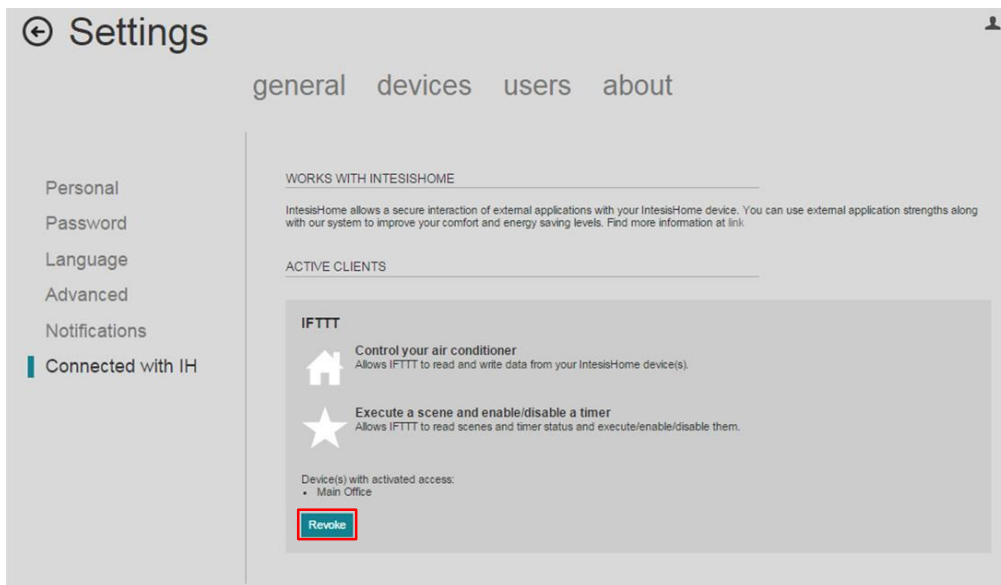 Settings
general devices users about
Personal
Password
Language
Advanced
Notifications
Connected with IH
WORKS WITH INTESISHOME
IntesisHome allows a secure interaction of external applications with your IntesisHome device. You can use external application strengths along
with our system to improve your comfort and energy saving levels. Find more information at link
ACTIVE CLIENTS
IFTTT
Control your air conditioner
Allows IFTTT to read and write data from your IntesisHome device(s).
Execute a scene and enable/disable a timer
Allows IFTTT to read scenes and timer status and execute/enable/disable them.
Device(s) with activated access:
• Main Office
Revoke